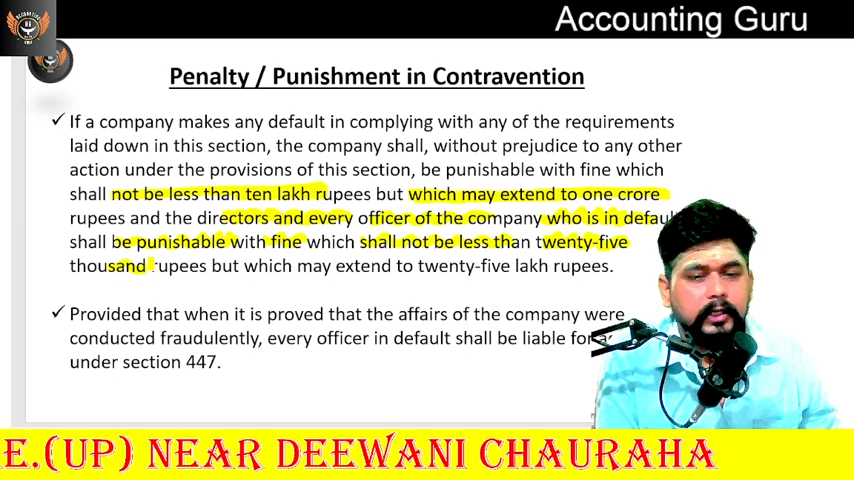 Accounting Guru
Penalty / Punishment in Contravention
✓ If a company makes any default in complying with any of the requirements
laid down in this section, the company shall, without prejudice to any other
action under the provisions of this section, be punishable with fine which
shall not be less than ten lakh rupees but which may extend to one crore
rupees and the directors and every officer of the company who is in defaul
shall be punishable with fine which shall not be less than twenty-five
thousand rupees but which may extend to twenty-five lakh rupees.
✓ Provided that when it is proved that the affairs of the company were
conducted fraudulently, every officer in default shall be liable for
under section 447.
E.(UP) NEAR DEEWANI CHAURAHA